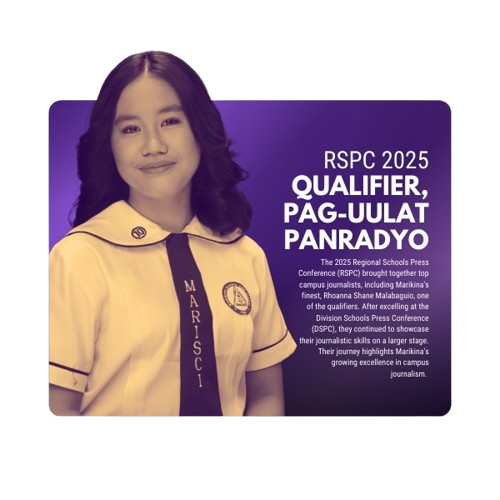 RSPC 2025
QUALIFIER,
PAG-UULAT
PANRADYO
The 2025 Regional Schools Press
Conference (RSPC) brought together top
campus journalists, including Marikina's
finest, Rhoanna Shane Malabaguio, one
of the qualifiers. After excelling at the
Division Schools Press Conference
(DSPC), they continued to showcase
their journalistic skills on a larger stage.
Their journey highlights Marikina's
growing excellence in campus
journalism.
MARISCI
10